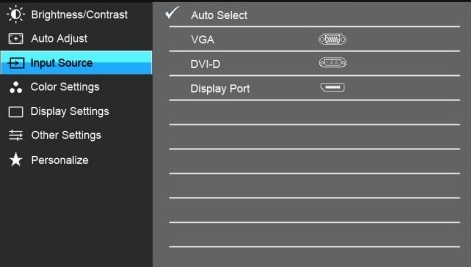 Brightness/Contrast
Auto Adjust
Input Source
Color Settings
Display Settings
Other Settings
Personalize
Auto Select
VGA
DVI-D
Display Port